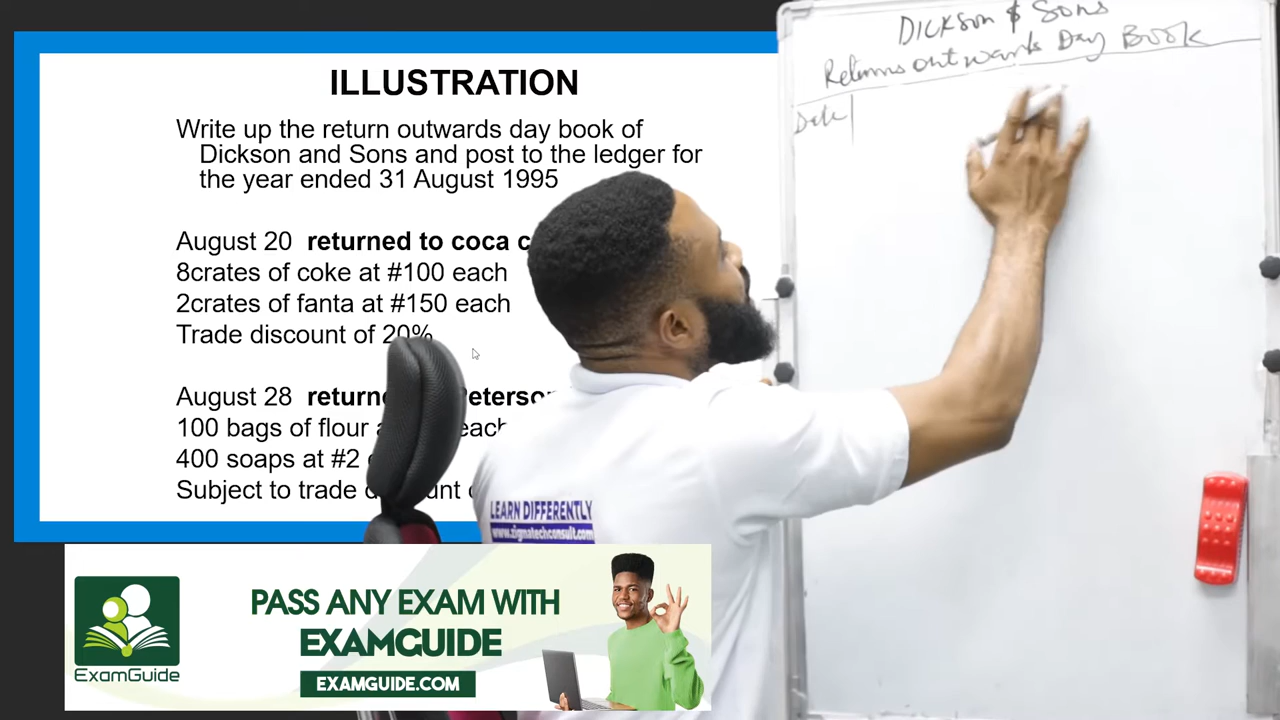 ILLUSTRATION
Write up the return outwards day book of
Dickson and Sons and post to the ledger for
the year ended 31 August 1995
August 20 returned to coca
8crates of coke at #100 each
2crates of fanta at #150 each
Trade discount of 20%
August 28
100 bags of flour
400 soaps at #2
Subject to trade
LEARN DIFFERENTLY
www.zigmatechconsult.com
ExamGuide
PASS ANY EXAM WITH
EXAMGUIDE
EXAMGUIDE.COM
Dickson & Sons
Returns outwards Day Book
Date